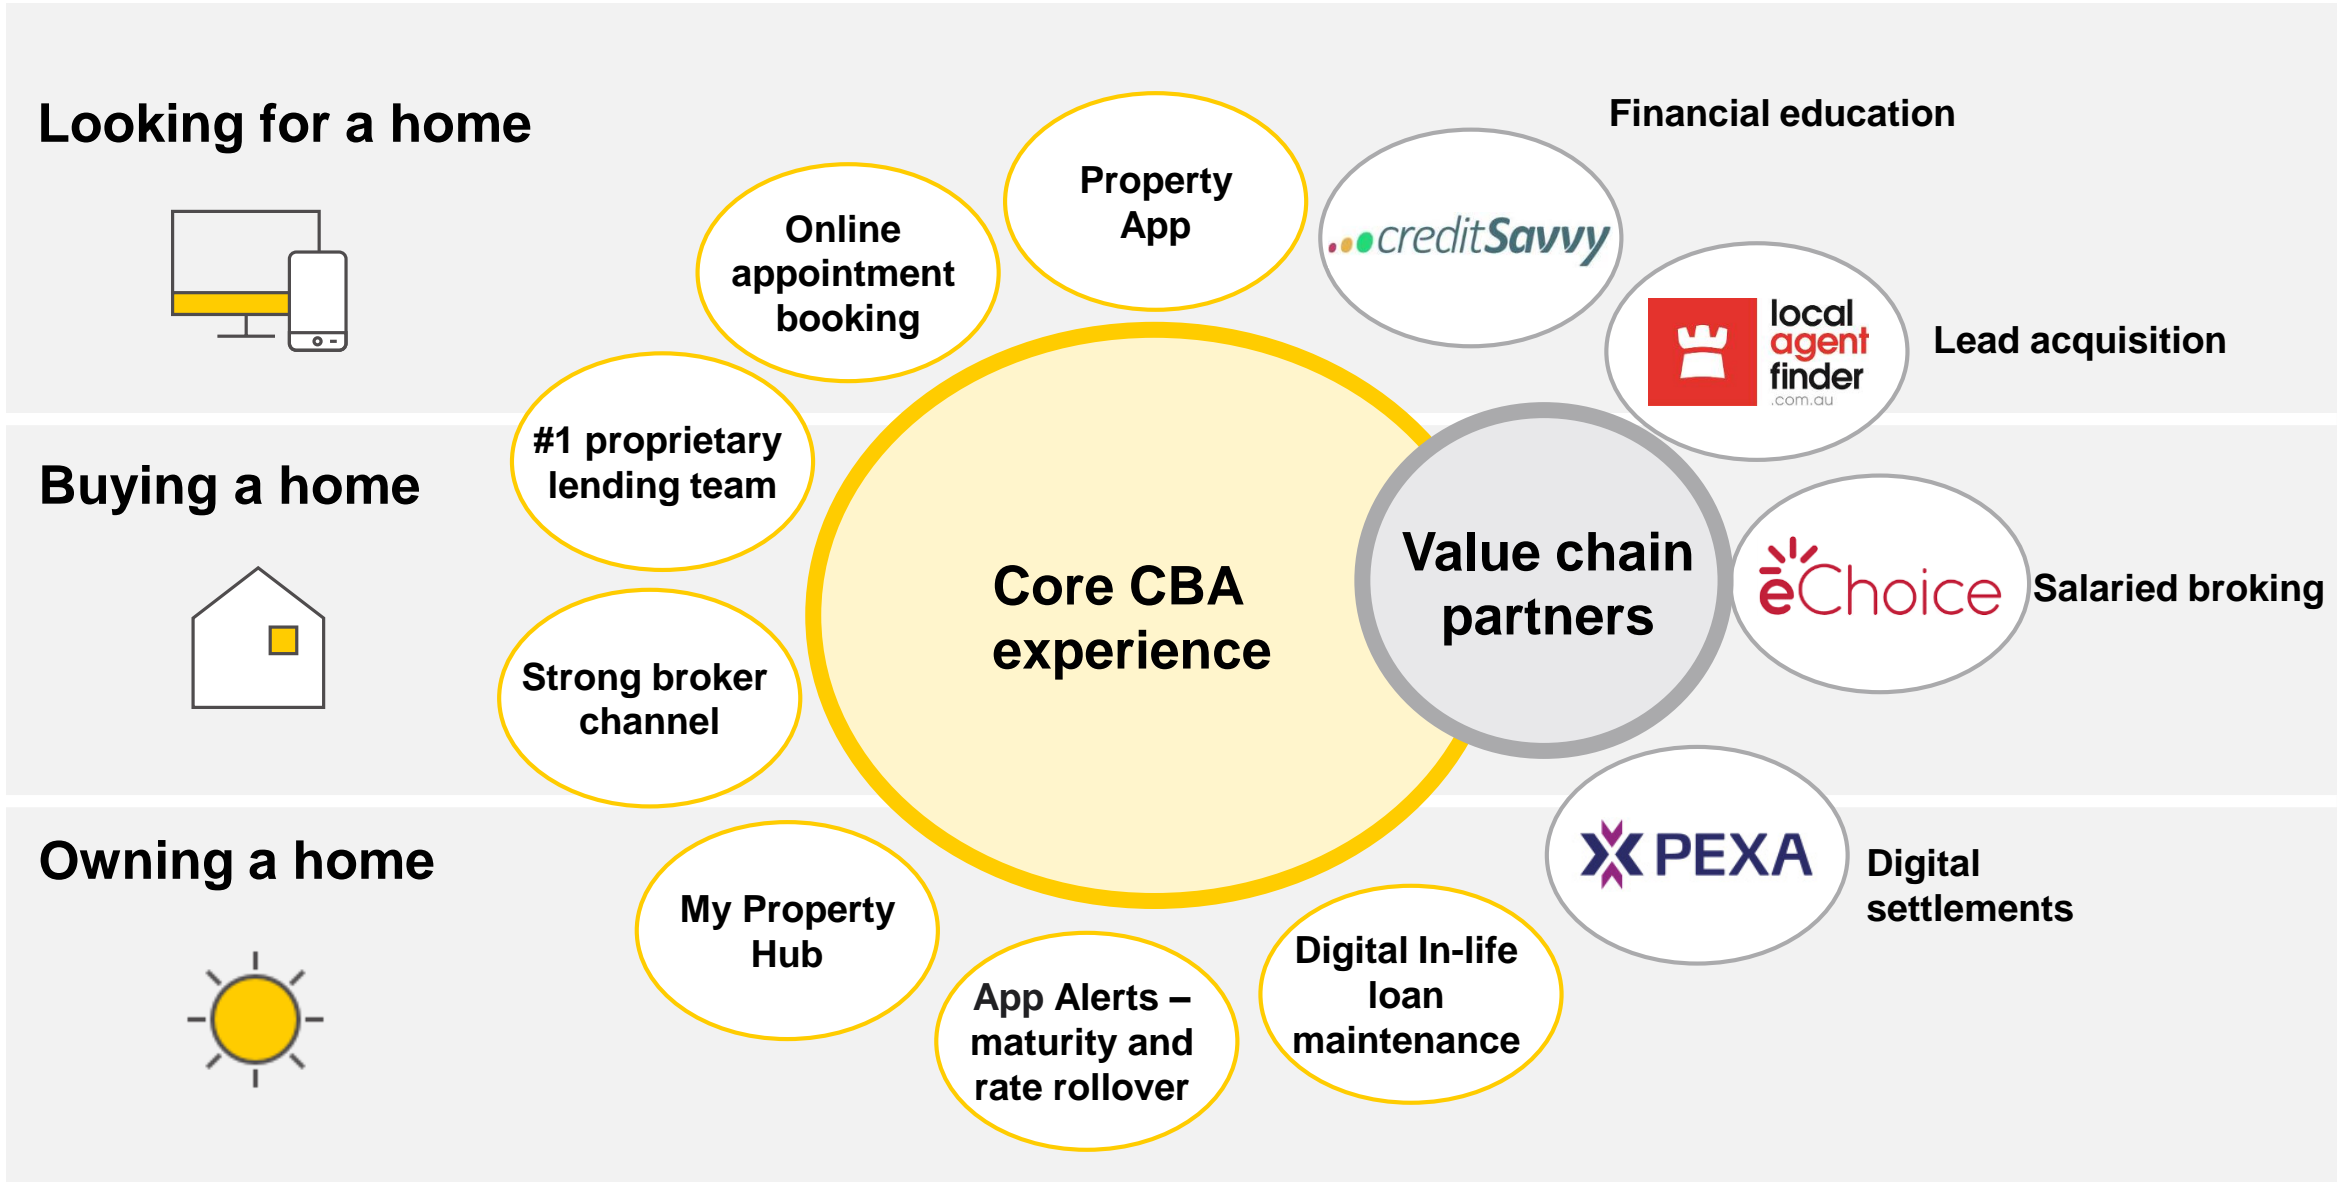 Looking for a home
Financial education
Property
App
Online
appointment
booking
creditSavvy
local
agent
finder
.com.au
Lead acquisition
Buying a home
#1 proprietary
lending team
Strong broker
channel
Core CBA
experience
Value chain
partners
eChoice
Salaried broking
Owning a home
My Property
Hub
App Alerts –
maturity and
rate rollover
Digital In-life
loan
maintenance
PEXA
Digital
settlements